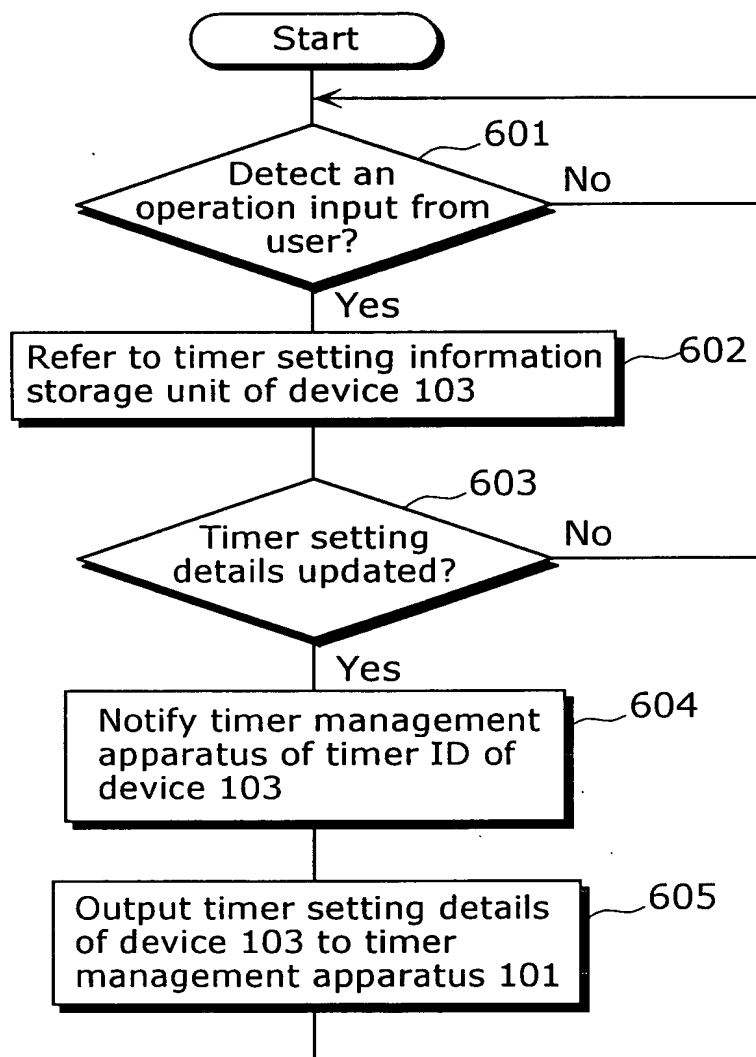 Start
601
Detect an
operation input from
user?
No
Yes
Refer to timer setting information
storage unit of device 103
602
603
Timer setting
details updated?
No
Yes
Notify timer management
apparatus of timer ID of
device 103
604
Output timer setting details
of device 103 to timer
management apparatus 101
605